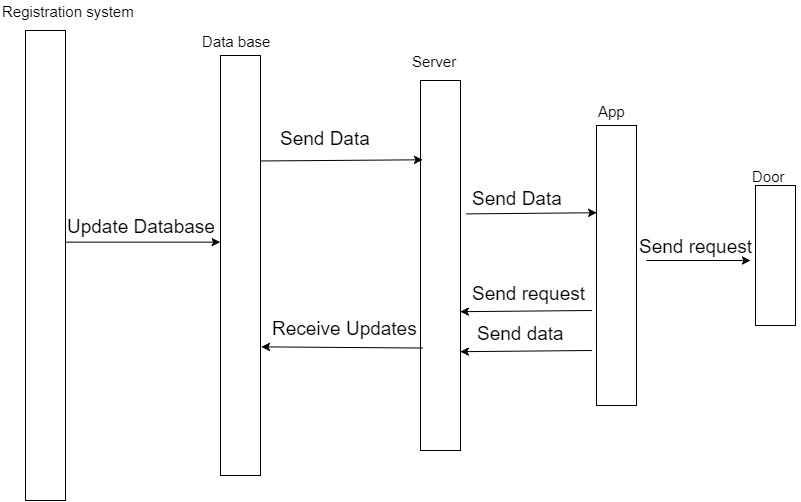 Registration system
Data base
Server
App
Door
Send Data
Send Data
Update Database
Send request
Send request
Receive Updates
Send data